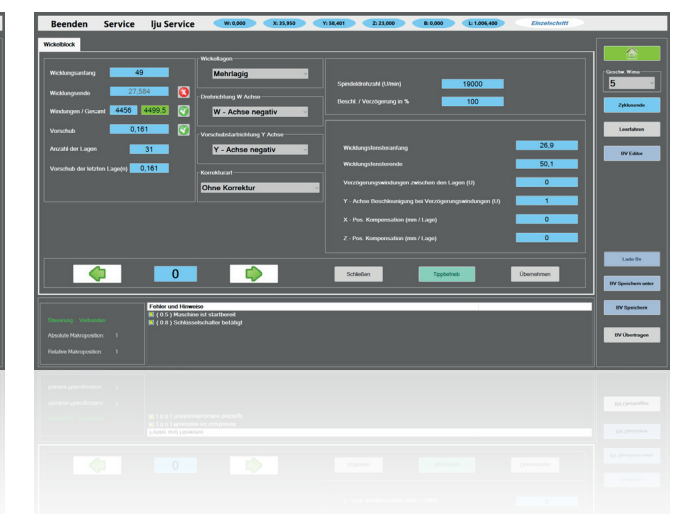 Beenden Service Iju Service W: 0,000 X: 35,950 Y: 58,401 Z: 23,000 B: 0,000 L: 1.006,400 Einzelschritt
Wickelblock
Wicklungsanfang 49
Wicklungsende 27,584
Windungen / Gesamt 4456 4499.5
Vorschub 0,161
Anzahl der Lagen 31
Vorschub der letzten Lage(n) 0,161
Wickellagen
Mehrlagig
Drehrichtung W Achse
W - Achse negativ
Vorschubstartrichtung Y Achse
Y - Achse negativ
Korrekturart
Ohne Korrektur
Spindeldrehzahl (U/min) 19000
Beschl. / Verzögerung in % 100
Wicklungsfensteranfang 26,9
Wicklungsfensterende 50,1
Verzögerungswindungen zwischen den Lagen (U) 0
Y - Achse Beschleunigung bei Verzögerungswindungen (U) 1
X - Pos. Kompensation (mm / Lage) 0
Z - Pos. Kompensation (mm / Lage) 0
0
Schließen Tippbetrieb Übernehmen
5
Zyklusende
Leerfahren
BV Editor
BV Speichern unter
BV Speichern
BV Übertragen
Steuerung Verbunden
Absolute Makroposition: 1
Relative Makroposition: 1
Fehler und Hinweise
( 0.5 ) Maschine ist startbereit
( 0.8 ) Schlüsselschalter betätigt